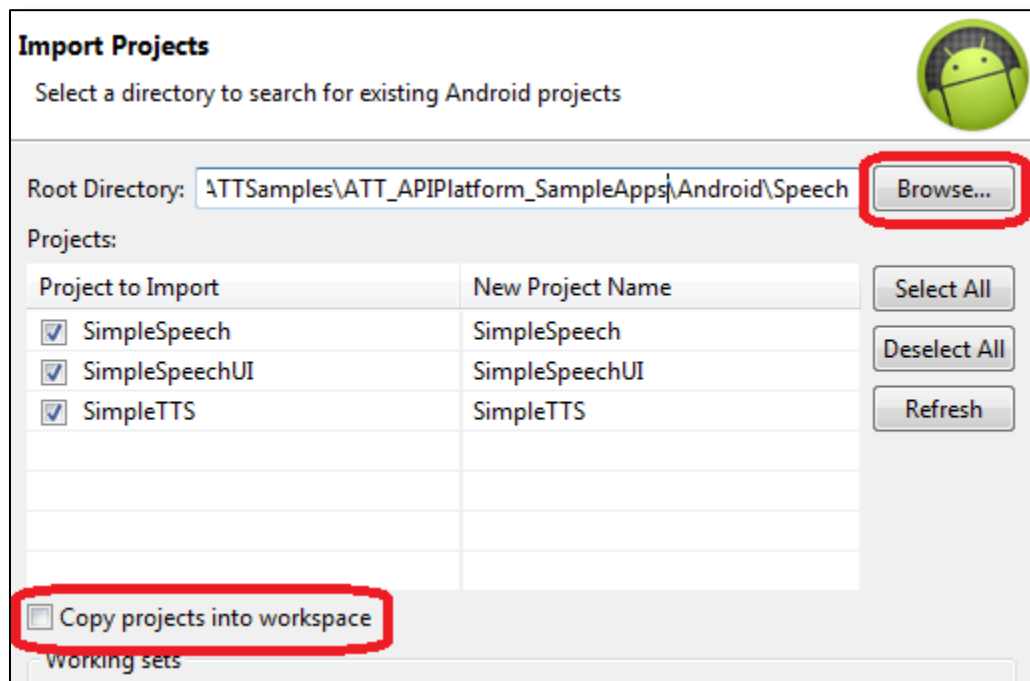 Import Projects
Select a directory to search for existing Android projects
Root Directory: ATTSamples\ATT_APIPlatform_SampleApps\Android\Speech Browse...
Projects:
Project to Import New Project Name Select All
SimpleSpeech SimpleSpeech
Deselect All
SimpleSpeechUI SimpleSpeechUI
SimpleTTS SimpleTTS Refresh
Copy projects into workspace
Working sets